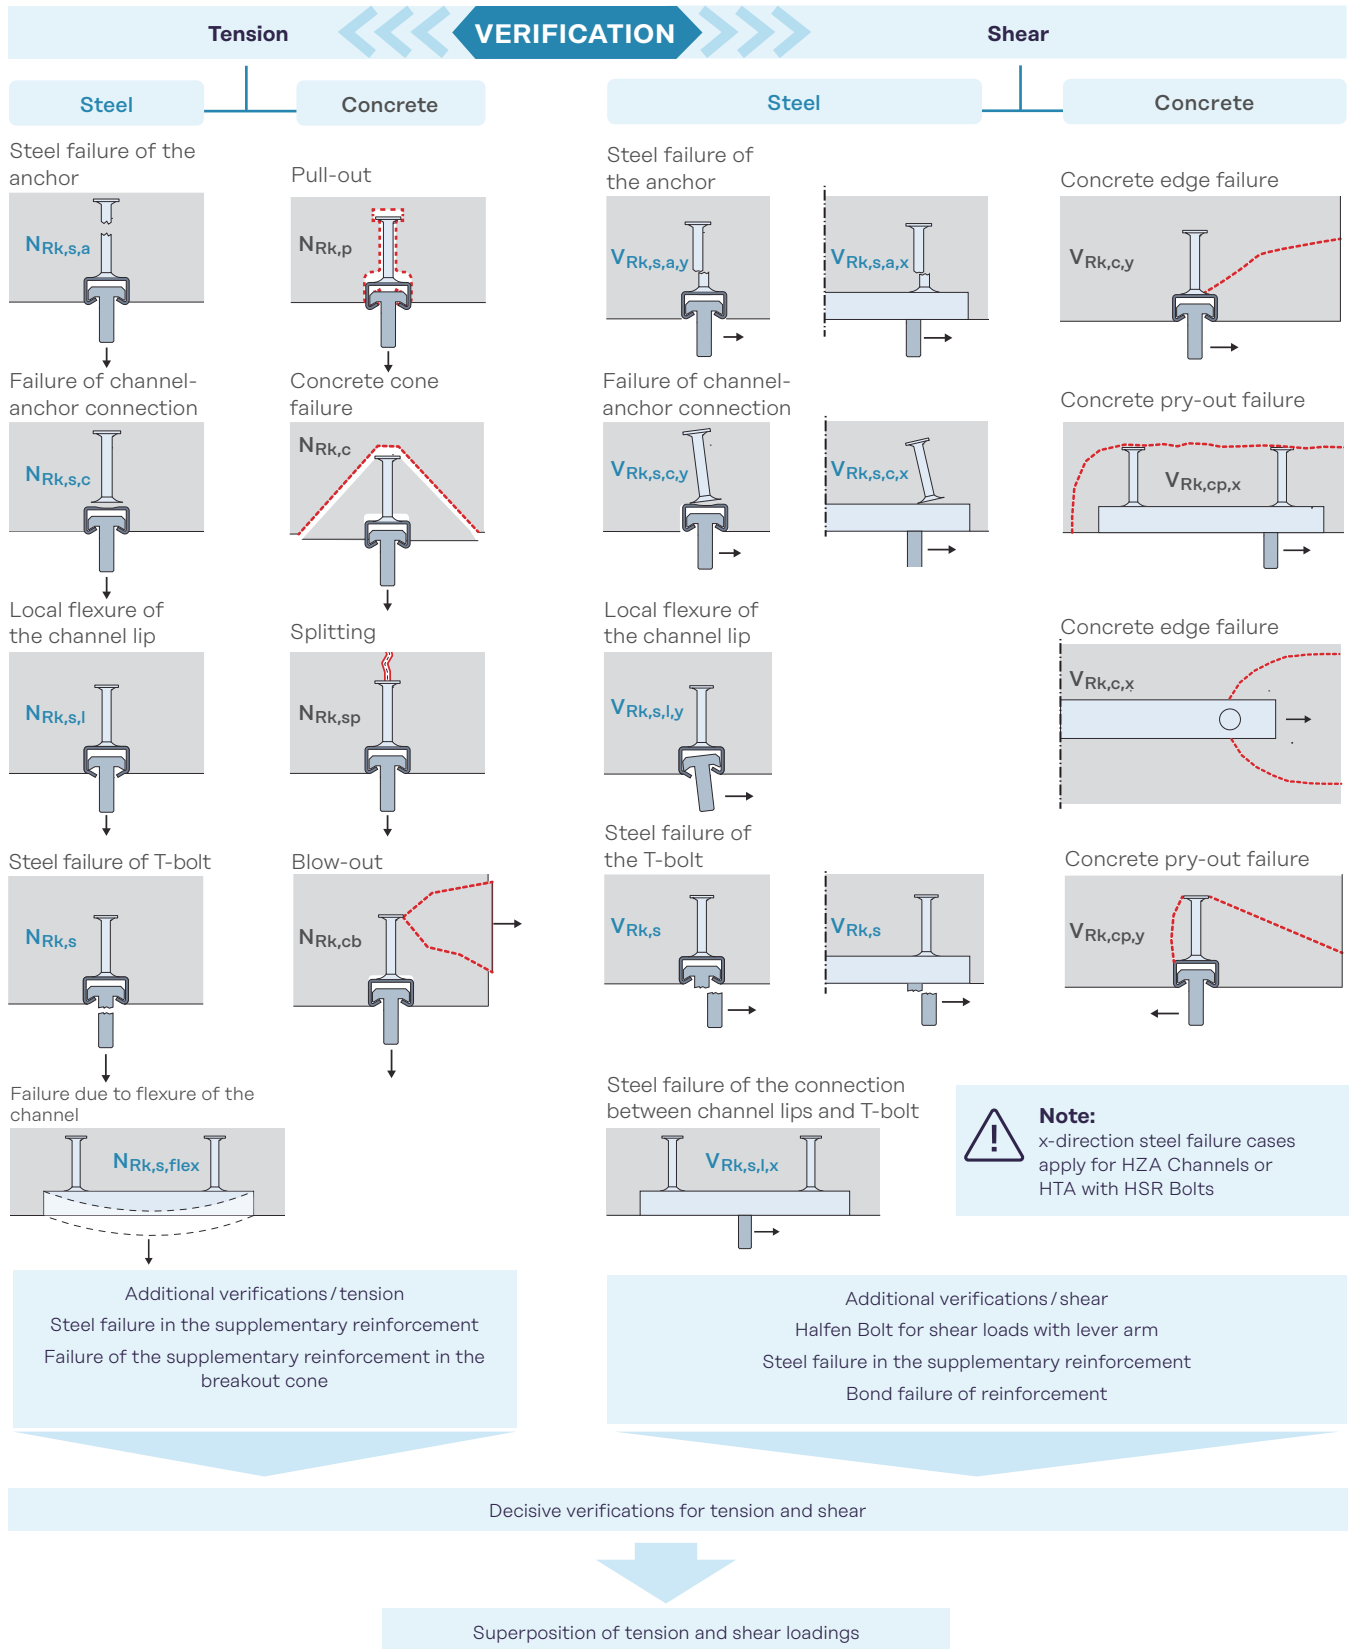 Tension
VERIFICATION
Shear
Steel
Concrete
Steel
Concrete
Steel failure of the
anchor
NRk,s,a
Pull-out
NRk,p
Steel failure of
the anchor
VRk,s,a,y
VRk,s,a,x
Concrete edge failure
VRk,c,y
Failure of channel-
anchor connection
NRk,s,c
Concrete cone
failure
NRk,c
Failure of channel-
anchor connection
VRk,s,c,y
VRk,s,c,x
Concrete pry-out failure
VRk,cp,x
Local flexure of
the channel lip
NRk,s,l
Splitting
NRk,sp
Local flexure of
the channel lip
VRk,s,l,y
Concrete edge failure
VRk,c,x
Steel failure of T-bolt
NRk,s
Blow-out
NRk,cb
Steel failure of
the T-bolt
VRk,s
VRk,s
Concrete pry-out failure
VRk,cp,y
Failure due to flexure of the
channel
NRk,s,flex
Steel failure of the connection
between channel lips and T-bolt
VRk,s,l,x
Note:
x-direction steel failure cases
apply for HZA Channels or
HTA with HSR Bolts
Additional verifications / tension
Steel failure in the supplementary reinforcement
Failure of the supplementary reinforcement in the
breakout cone
Additional verifications / shear
Halfen Bolt for shear loads with lever arm
Steel failure in the supplementary reinforcement
Bond failure of reinforcement
Decisive verifications for tension and shear
Superposition of tension and shear loadings